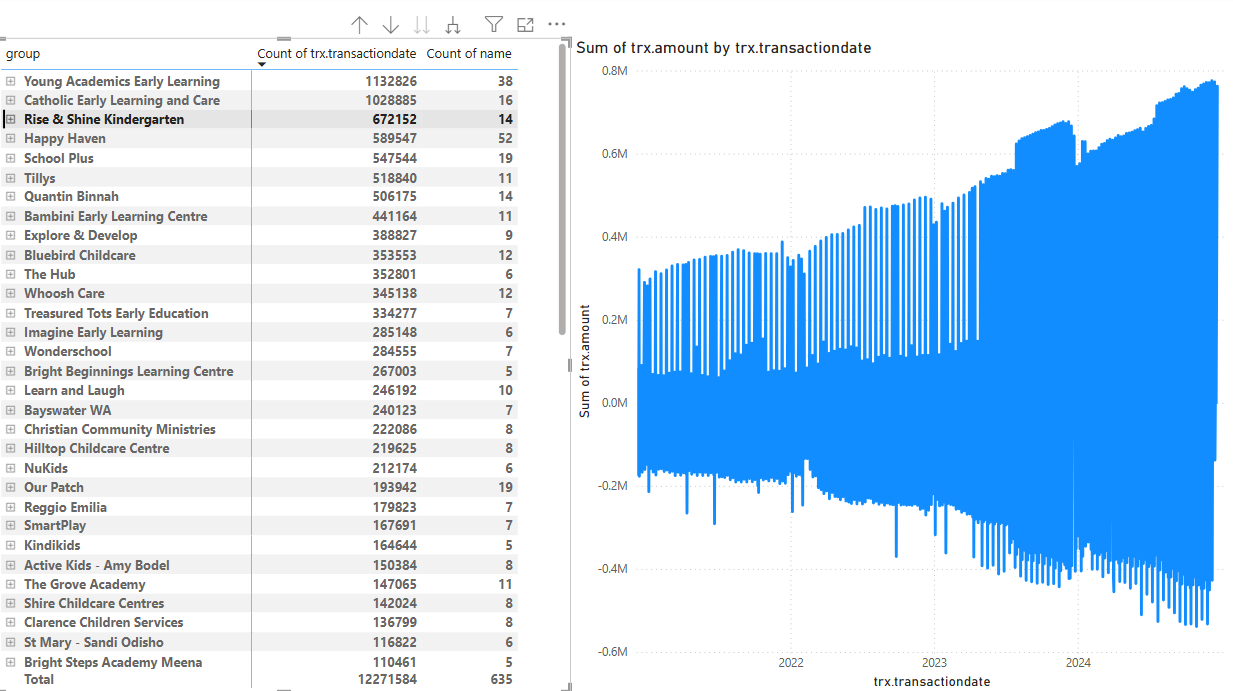 group Count of trx.transactiondate Count of name
Young Academics Early Learning 1132826 38
Catholic Early Learning and Care 1028885 16
Rise & Shine Kindergarten 672152 14
Happy Haven 589547 52
School Plus 547544 19
Tillys 518840 11
Quantin Binnah 506175 14
Bambini Early Learning Centre 441164 11
Explore & Develop 388827 9
Bluebird Childcare 353553 12
The Hub 352801 6
Whoosh Care 345138 12
Treasured Tots Early Education 334277 7
Imagine Early Learning 285148 6
Wonderschool 284555 7
Bright Beginnings Learning Centre 267003 5
Learn and Laugh 246192 10
Bayswater WA 240123 7
Christian Community Ministries 222086 8
Hilltop Childcare Centre 219625 8
NuKids 212174 6
Our Patch 193942 19
Reggio Emilia 179823 7
SmartPlay 167691 7
Kindikids 164644 5
Active Kids - Amy Bodel 150384 8
The Grove Academy 147065 11
Shire Childcare Centres 142024 8
Clarence Children Services 136799 8
St Mary - Sandi Odisho 116822 6
Bright Steps Academy Meena 110461 5
Total 12271584 635
Sum of trx.amount by trx.transactiondate
0.8M
0.6M
0.4M
0.2M
0.0M
-0.2M
-0.4M
-0.6M
Sum of trx.amount
2022 2023 2024
trx.transactiondate